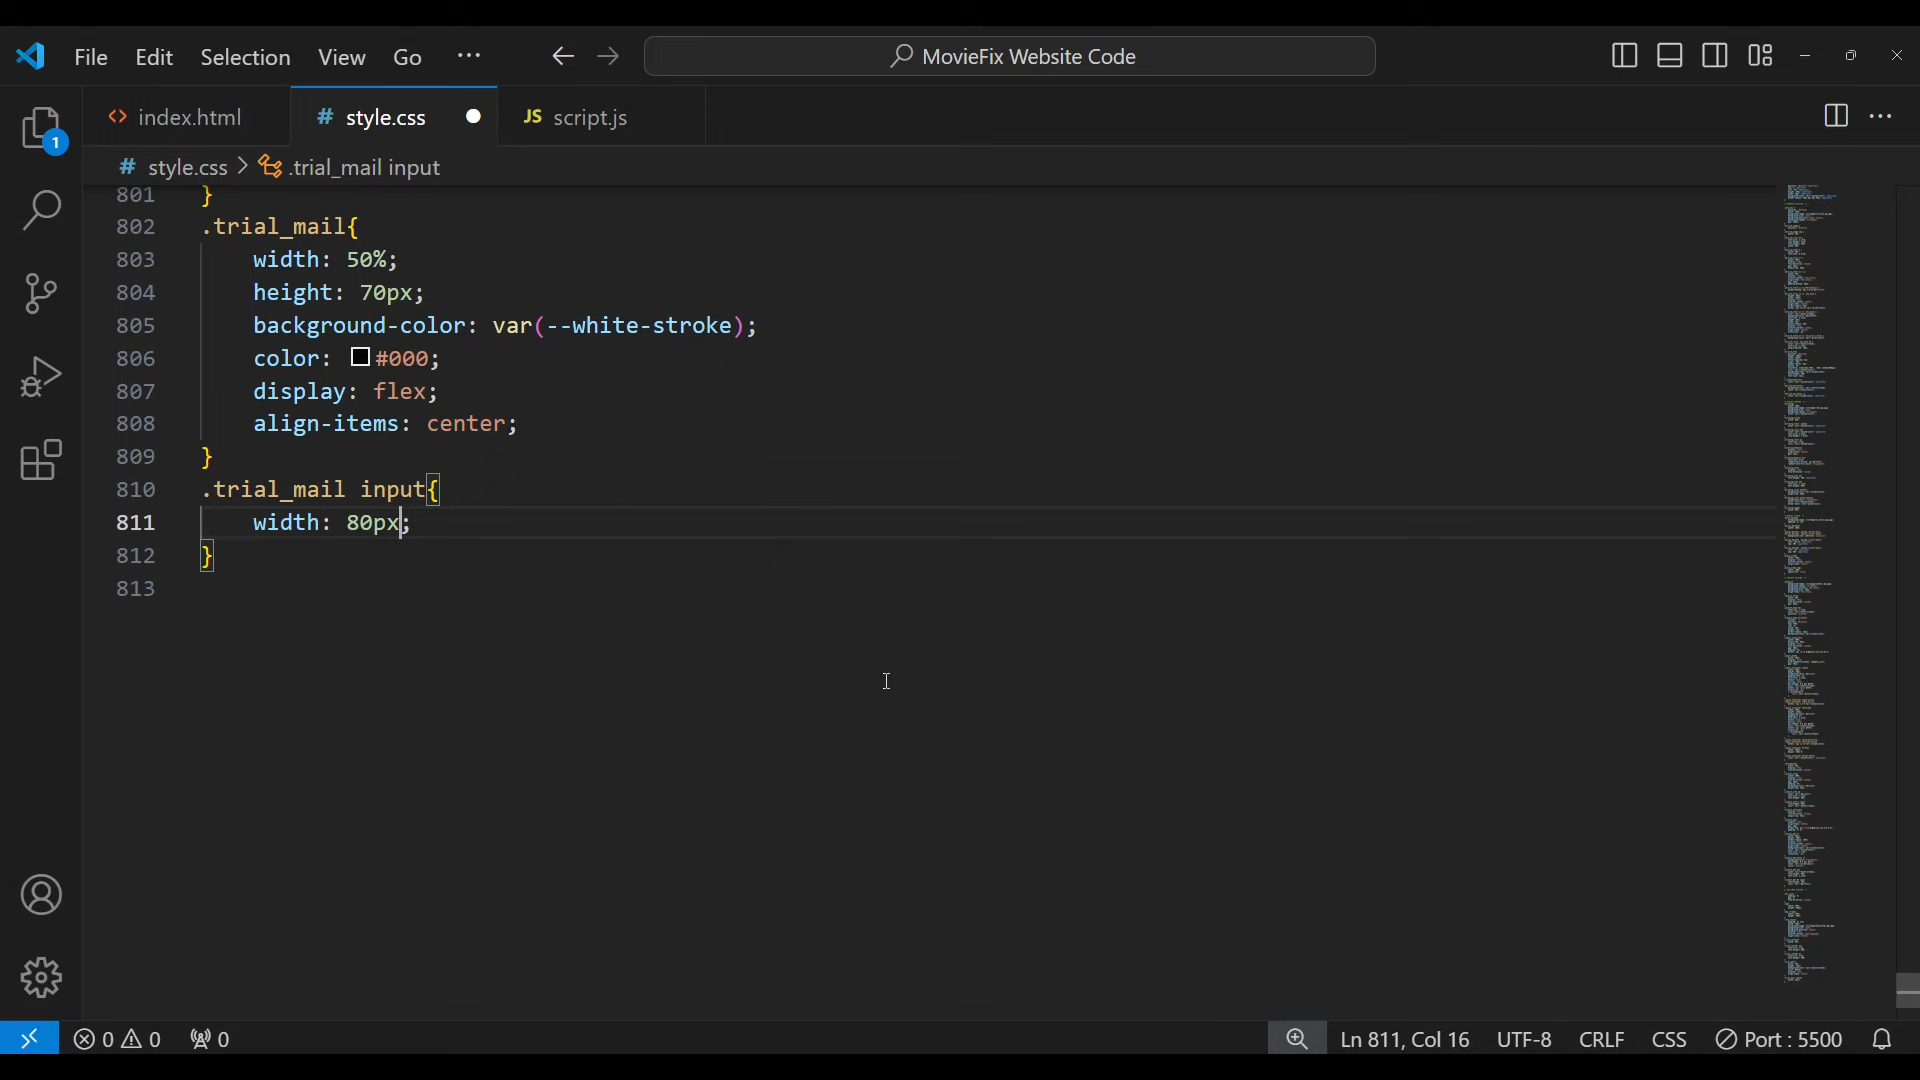 File Edit Selection View Go ··· MovieFix Website Code
index.html # style.css JS script.js
1
# style.css > .trial_mail input
801 }
802 .trial_mail{
803 width: 50%;
804 height: 70px;
805 background-color: var(--white-stroke);
806 color: #000;
807 display: flex;
808 align-items: center;
809 }
810 .trial_mail input{
811 width: 80px;
812 }
813
0 0 0 Ln 811, Col 16 UTF-8 CRLF CSS Port : 5500